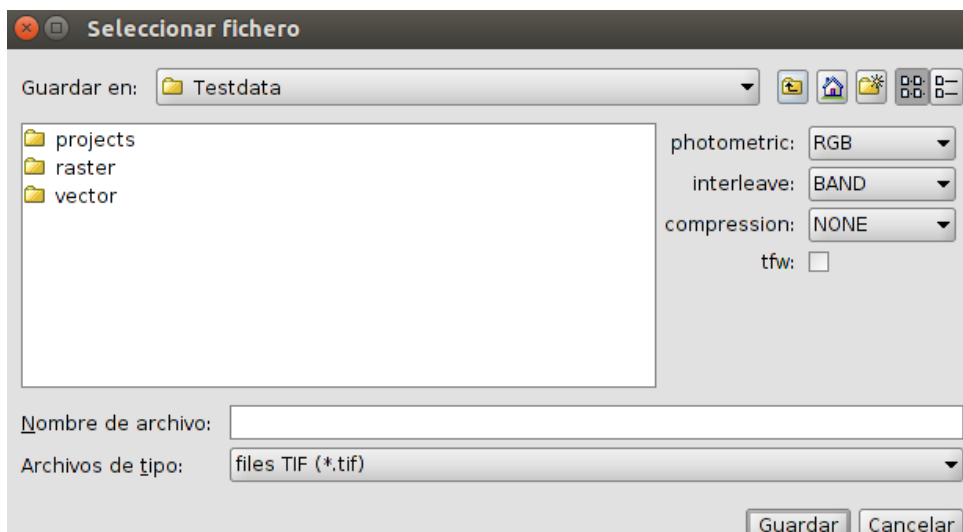 Seleccionar fichero
Guardar en: Testdata
projects
raster
vector
photometric: RGB
interleave: BAND
compression: NONE
tfw:
Nombre de archivo:
Archivos de tipo: files TIF (*.tif)
Guardar Cancelar